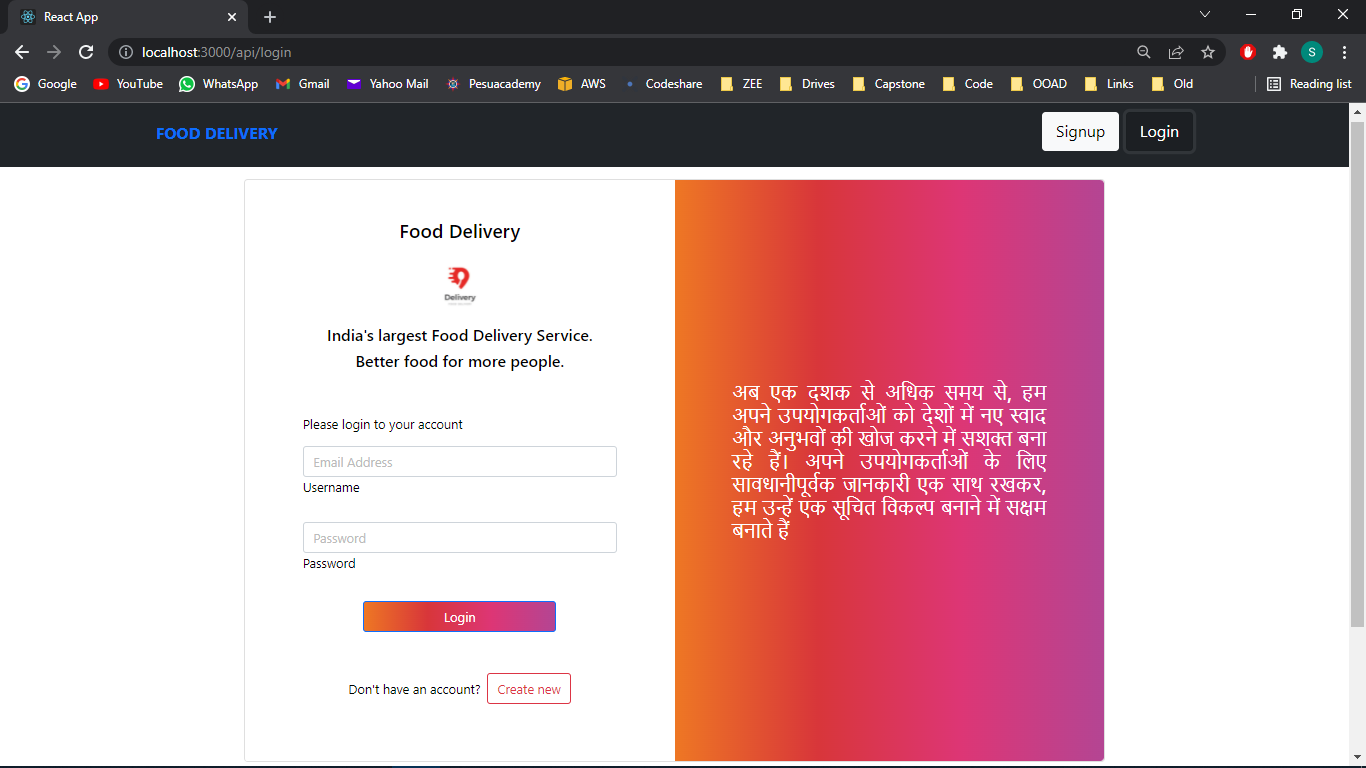 React App
localhost:3000/api/login
S
Google YouTube WhatsApp Gmail Yahoo Mail Pesuacademy AWS Codeshare ZEE Drives Capstone Code OOAD Links Old Reading list
FOOD DELIVERY Signup Login
Food Delivery
Delivery
India's largest Food Delivery Service.
Better food for more people.
Please login to your account
Email Address
Username
Password
Password
Login
Don't have an account? Create new
अब एक दशक से अधिक समय से, हम
अपने उपयोगकर्ताओं को देशों में नए स्वाद
और अनुभवों की खोज करने में सशक्त बना
रहे हैं। अपने उपयोगकर्ताओं के लिए
सावधानीपूर्वक जानकारी एक साथ रखकर,
हम उन्हें एक सूचित विकल्प बनाने में सक्षम
बनाते हैं